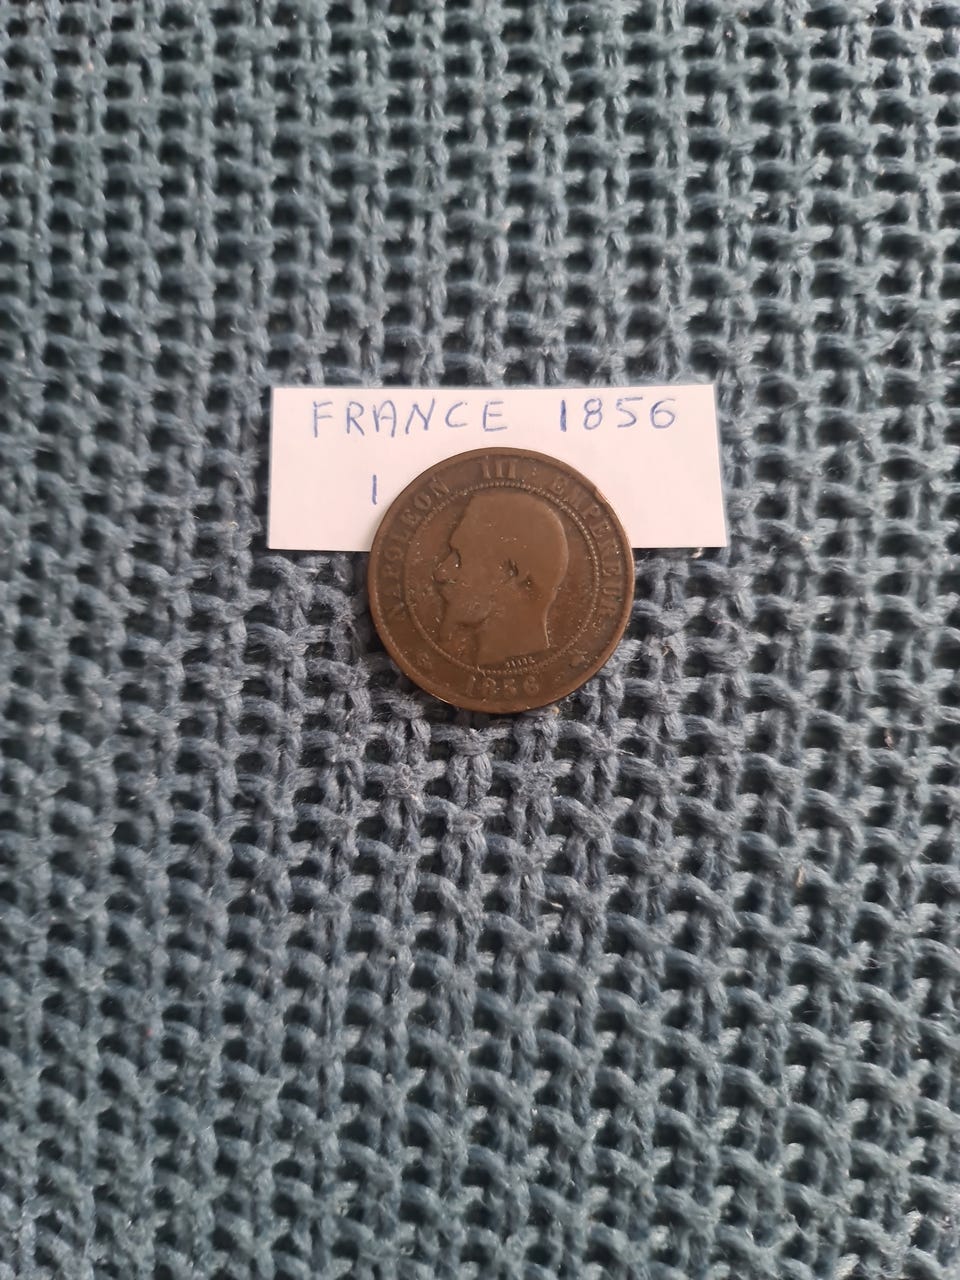 FRANCE 1856
1
NAPOLEON III EMPEREUR
1856